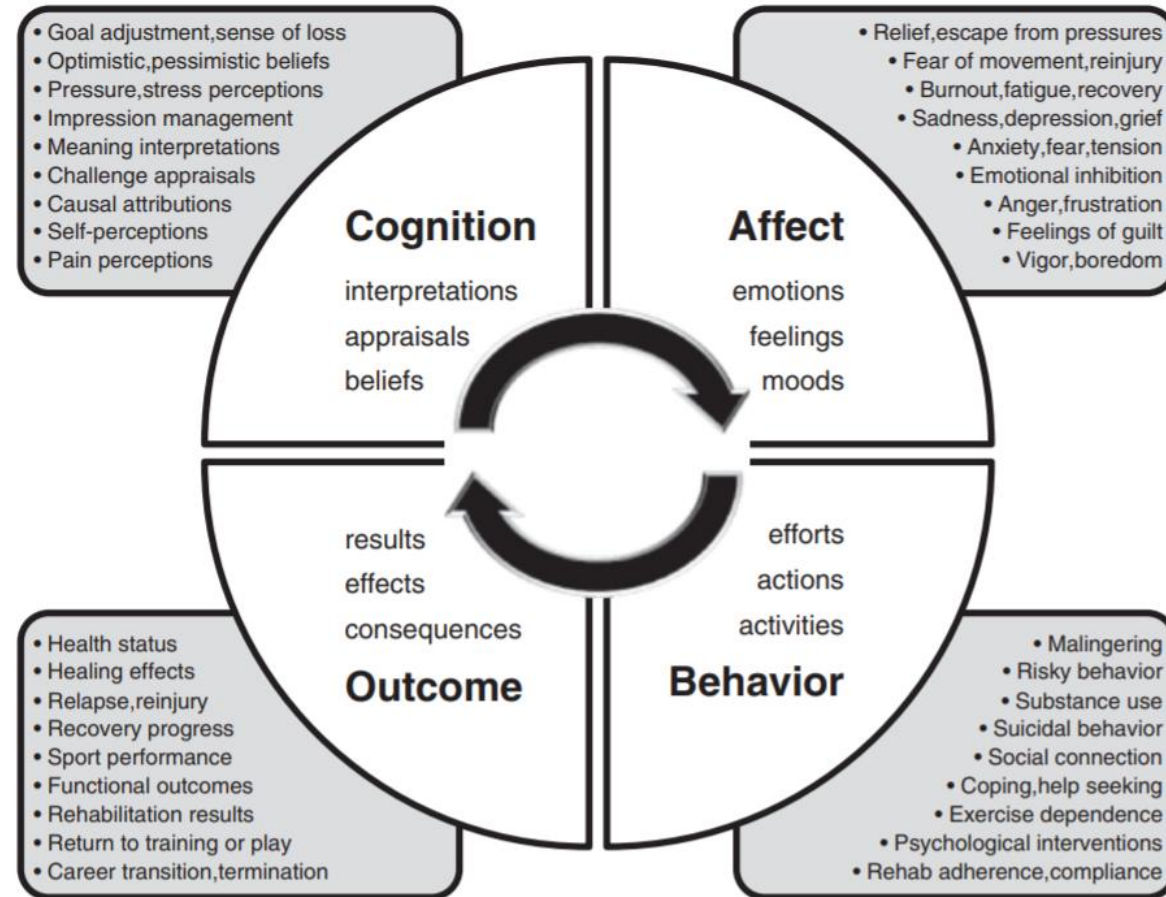 • Goal adjustment,sense of loss
• Optimistic,pessimistic beliefs
• Pressure,stress perceptions
• Impression management
• Meaning interpretations
• Challenge appraisals
• Causal attributions
• Self-perceptions
• Pain perceptions
Cognition
interpretations
appraisals
beliefs
• Relief,escape from pressures
• Fear of movement,reinjury
• Burnout,fatigue,recovery
• Sadness,depression,grief
• Anxiety,fear,tension
• Emotional inhibition
• Anger,frustration
• Feelings of guilt
• Vigor,boredom
Affect
emotions
feelings
moods
results
effects
consequences
Outcome
• Health status
• Healing effects
• Relapse,reinjury
• Recovery progress
• Sport performance
• Functional outcomes
• Rehabilitation results
• Return to training or play
• Career transition,termination
efforts
actions
activities
Behavior
• Malingering
• Risky behavior
• Substance use
• Suicidal behavior
• Social connection
• Coping,help seeking
• Exercise dependence
• Psychological interventions
• Rehab adherence,compliance